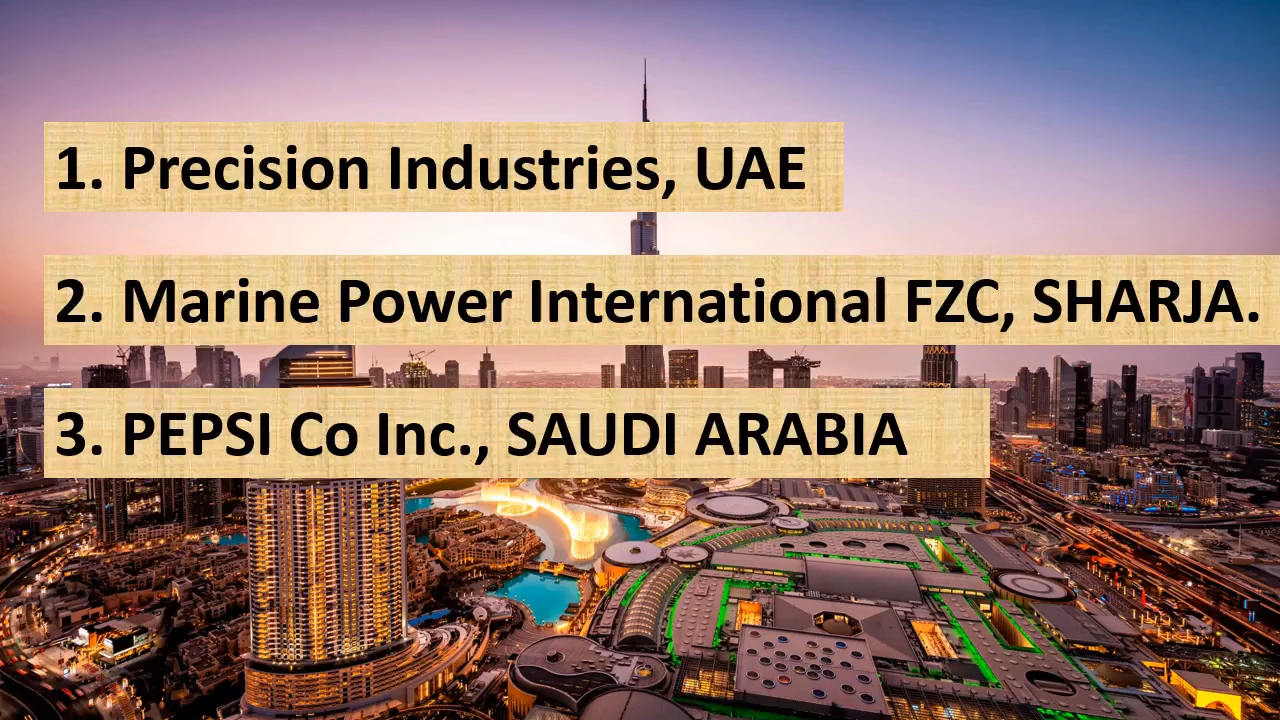 1. Precision Industries, UAE
2. Marine Power International FZC, SHARJA.
3. PEPSI Co Inc., SAUDI ARABIA